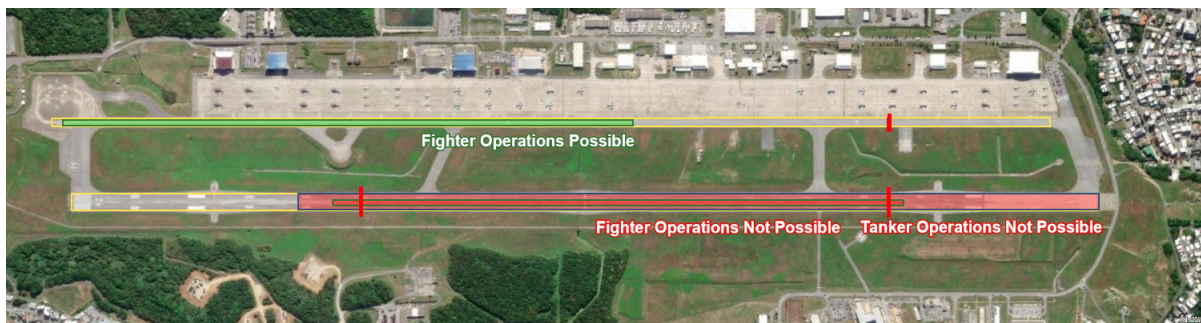 Fighter Operations Possible
Fighter Operations Not Possible
Tanker Operations Not Possible